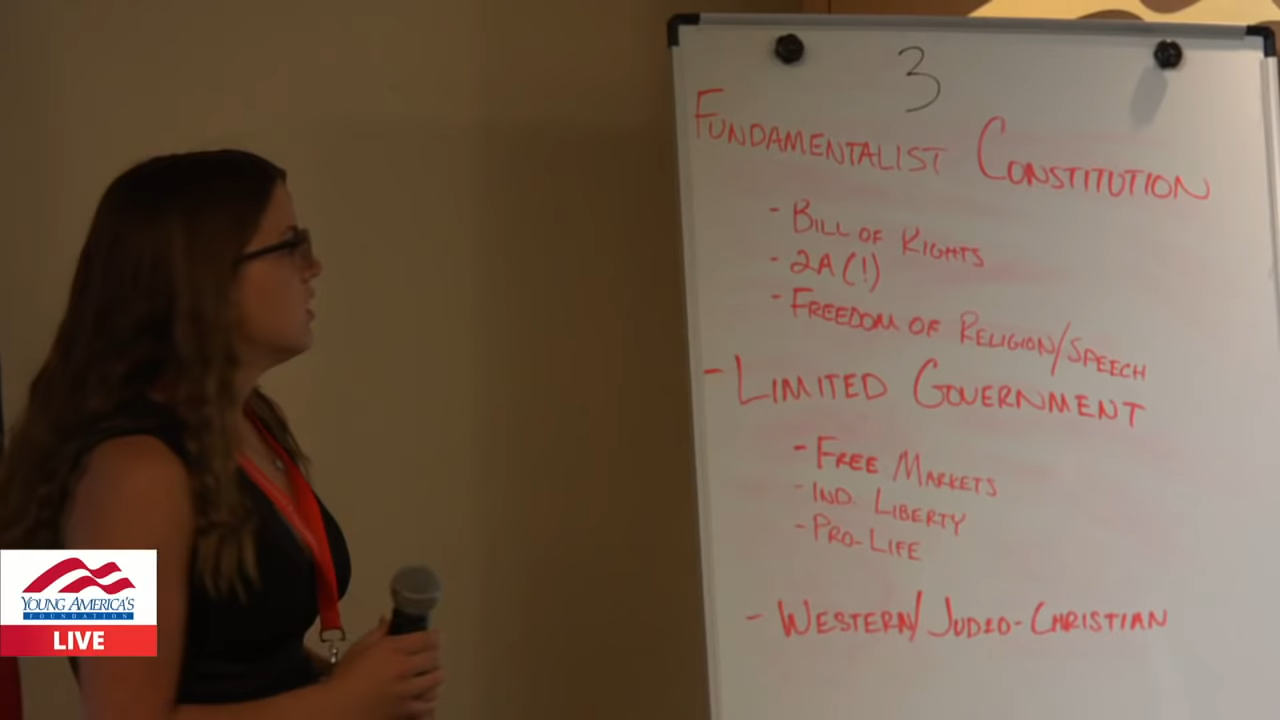 3
FUNDAMENTALIST CONSTITUTION
- BILL OF RIGHTS
- 2A (!)
- FREEDOM OF RELIGION/SPEECH
- LIMITED GOVERNMENT
- FREE MARKETS
- IND. LIBERTY
- PRO-LIFE
- WESTERN/JUDIO-CHRISTIAN
YOUNG AMERICA'S
FOUNDATION
LIVE